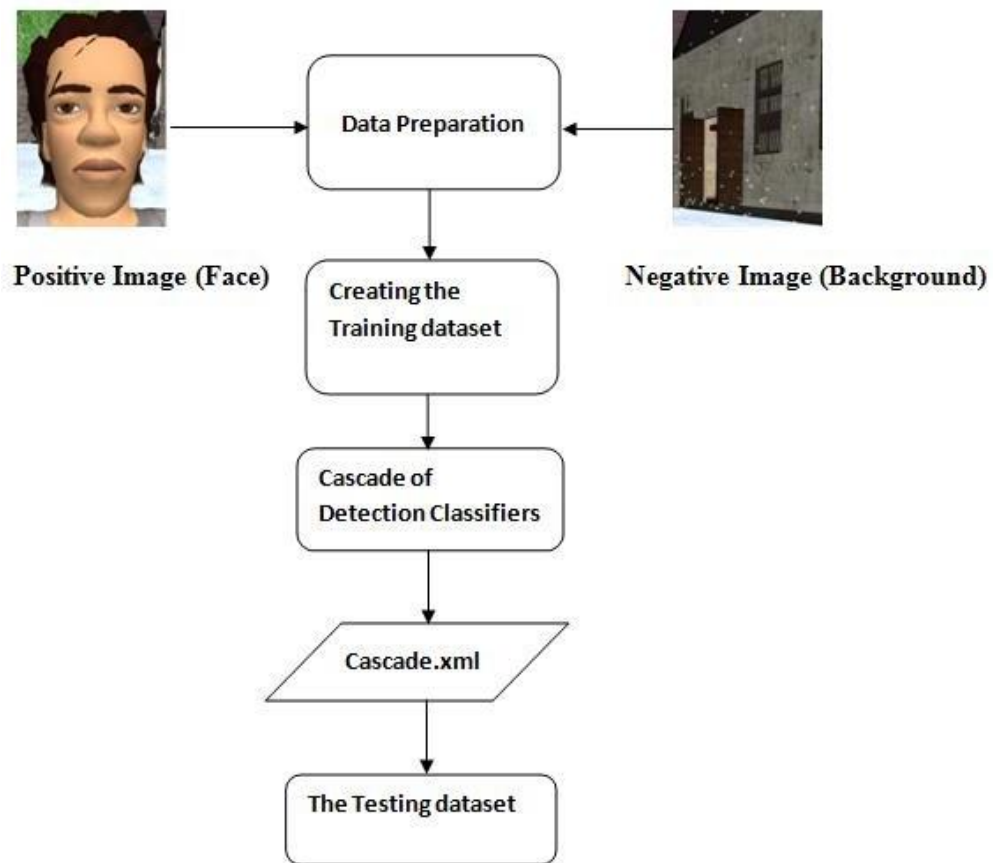 Data Preparation
Positive Image (Face)
Negative Image (Background)
Creating the
Training dataset
Cascade of
Detection Classifiers
Cascade.xml
The Testing dataset